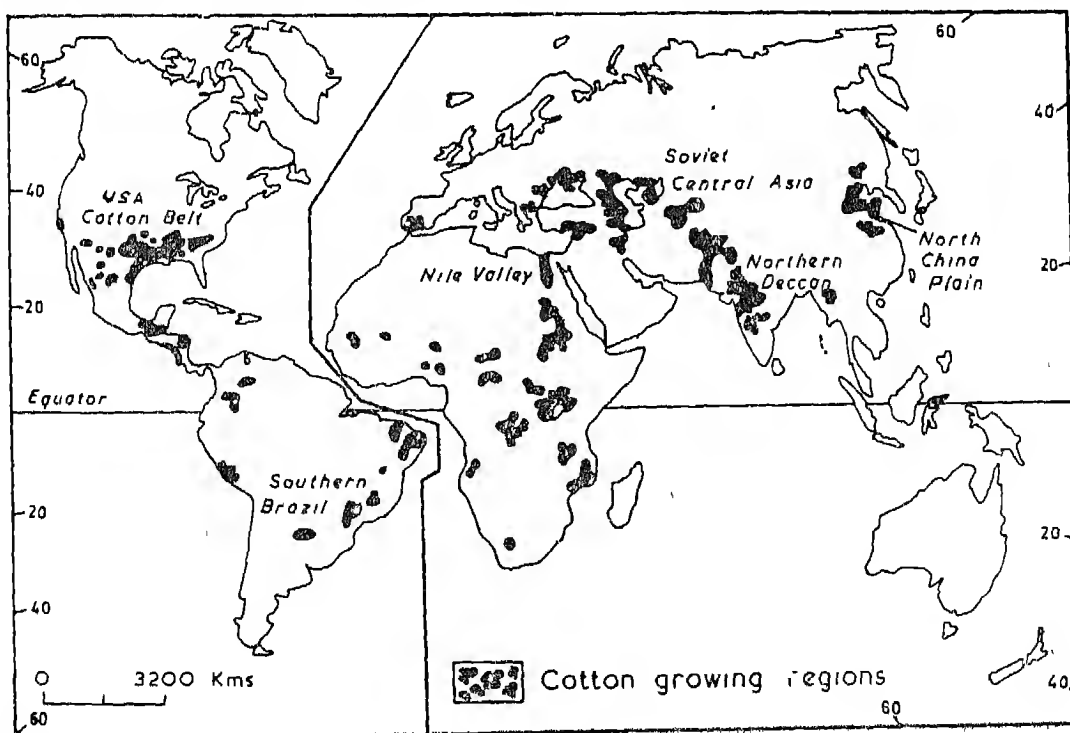 60
60
40
40
USA
Cotton Belt
Soviet
Central Asia
Nile Valley
Northern
Deccan
North
China
Plain
20
20
Equator
Southern
Brazil
20
20
40
0 3200 Kms
Cotton growing regions
40
60
60